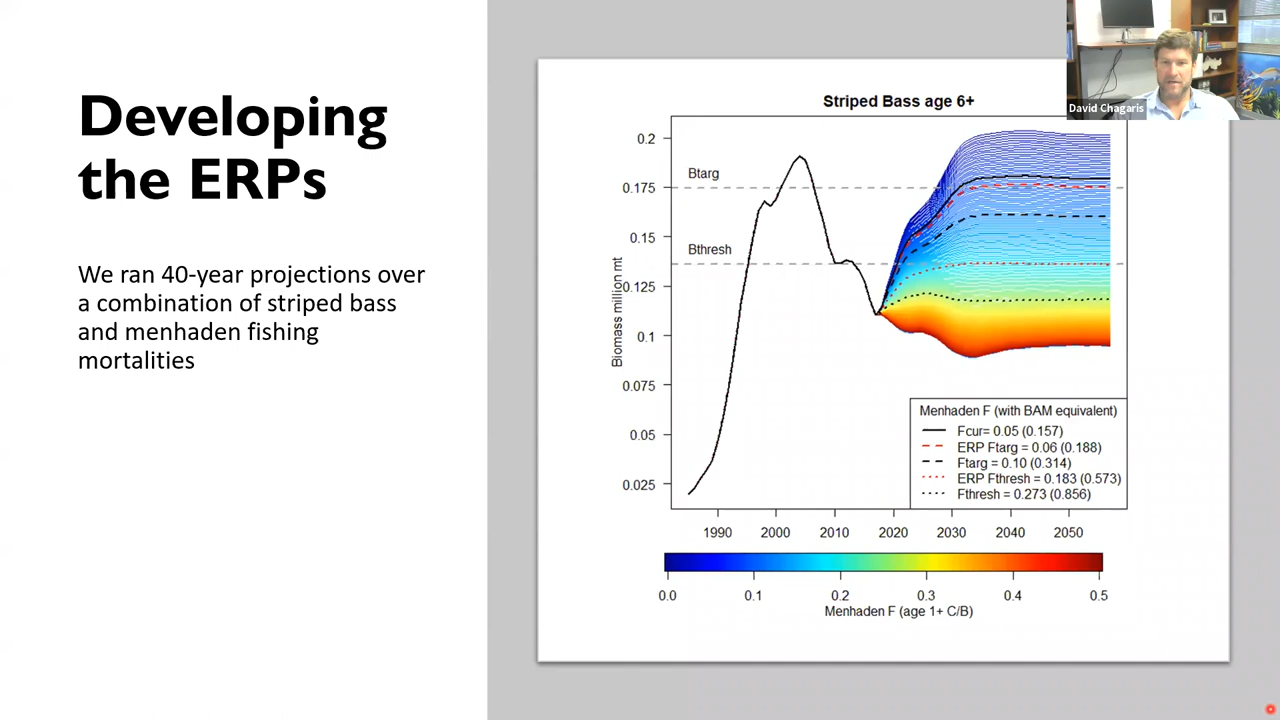 Developing
the ERPs
We ran 40-year projections over
a combination of striped bass
and menhaden fishing
mortalities
David Chagaris
Striped Bass age 6+
Biomass million mt
0.2
0.175
0.15
0.125
0.1
0.075
0.05
0.025
Btarg
Bthresh
Menhaden F (with BAM equivalent)
Fcur= 0.05 (0.157)
ERP Ftarg = 0.06 (0.188)
Ftarg = 0.10 (0.314)
ERP Fthresh = 0.183 (0.573)
Fthresh = 0.273 (0.856)
1990 2000 2010 2020 2030 2040 2050
0.0 0.1 0.2 0.3 0.4 0.5
Menhaden F (age 1+ C/B)